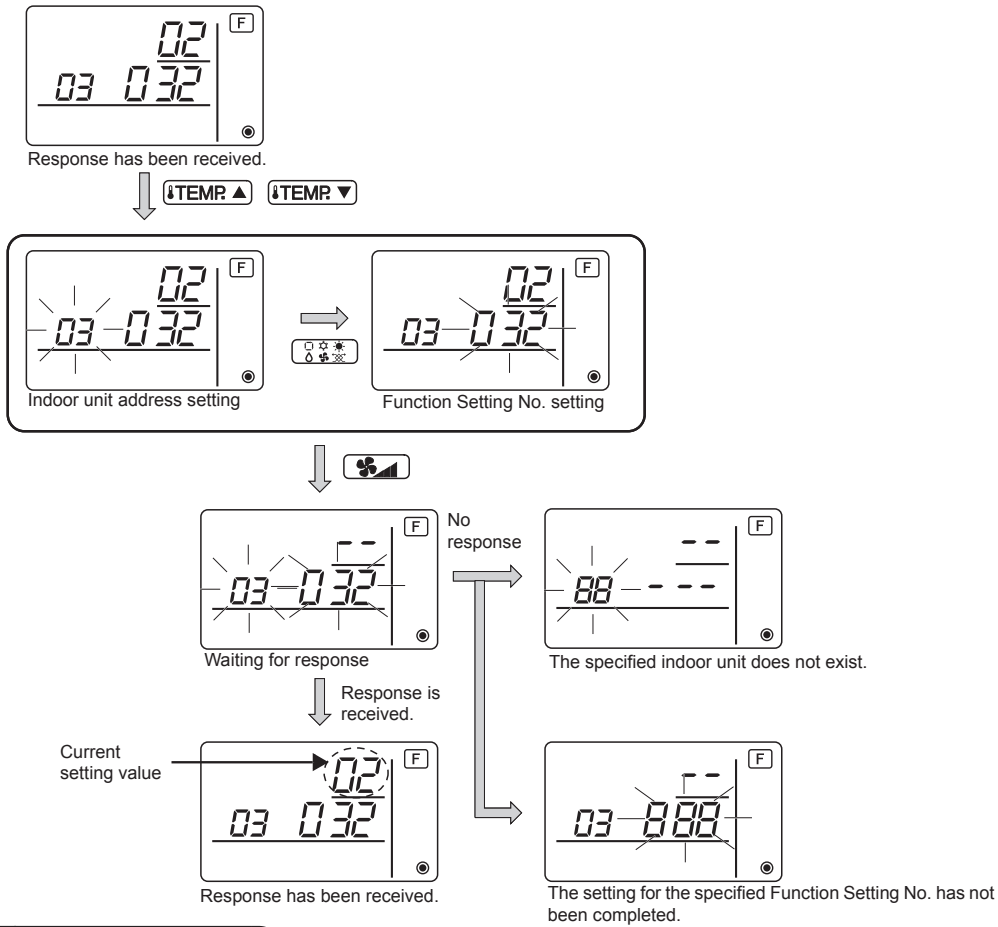 02
F
03 032
Response has been received.
TEMP. ▲ TEMP. ▼
02
F
03 032
Indoor unit address setting
02
F
03 032
Function Setting No. setting
-- 
F
03 032
Waiting for response
No
response
--
F
88 ---
The specified indoor unit does not exist.
Response is
received.
Current
setting value
02
F
03 032
Response has been received.
--
F
03 888
The setting for the specified Function Setting No. has not
been completed.